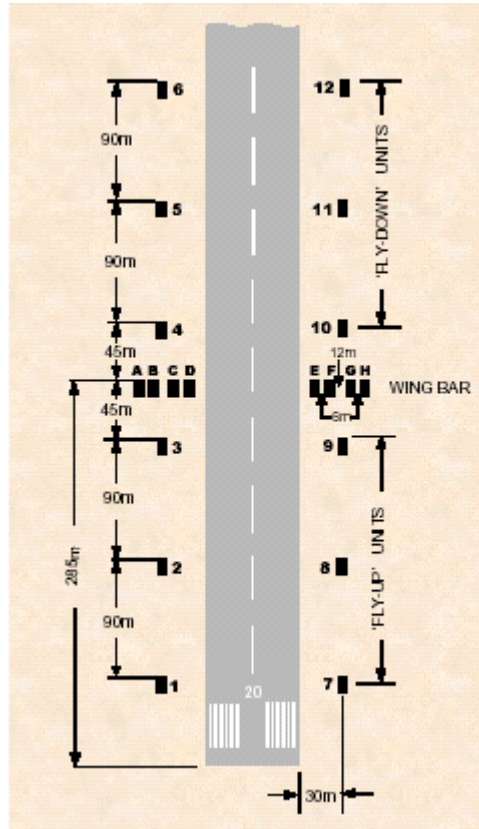 6
12
90m
5
11
90m
'FLY-DOWN' UNITS
4
10
45m
12m
A B C D
E F G H
WING BAR
45m
6m
3
9
90m
285m
2
8
'FLY-UP' UNITS
90m
1
20
7
30m